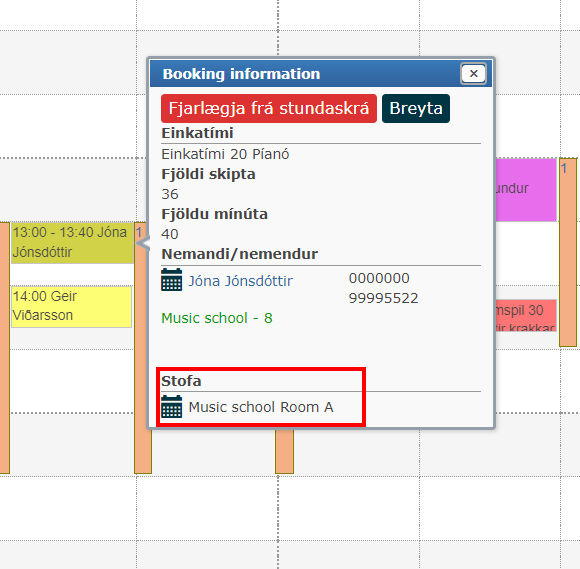 Booking information
×
Fjarlægja frá stundaskrá
Breyta
Einkatími
Einkatími 20 Píanó
Fjöldi skipta
36
Fjöldu mínúta
40
Nemandi/nemendur
Jóna Jónsdóttir
0000000
99995522
Music school - 8
Stofa
Music school Room A
13:00 - 13:40 Jóna
Jónsdóttir
1
14:00 Geir
Viðarsson
undur
1
mspil 30
krakkar